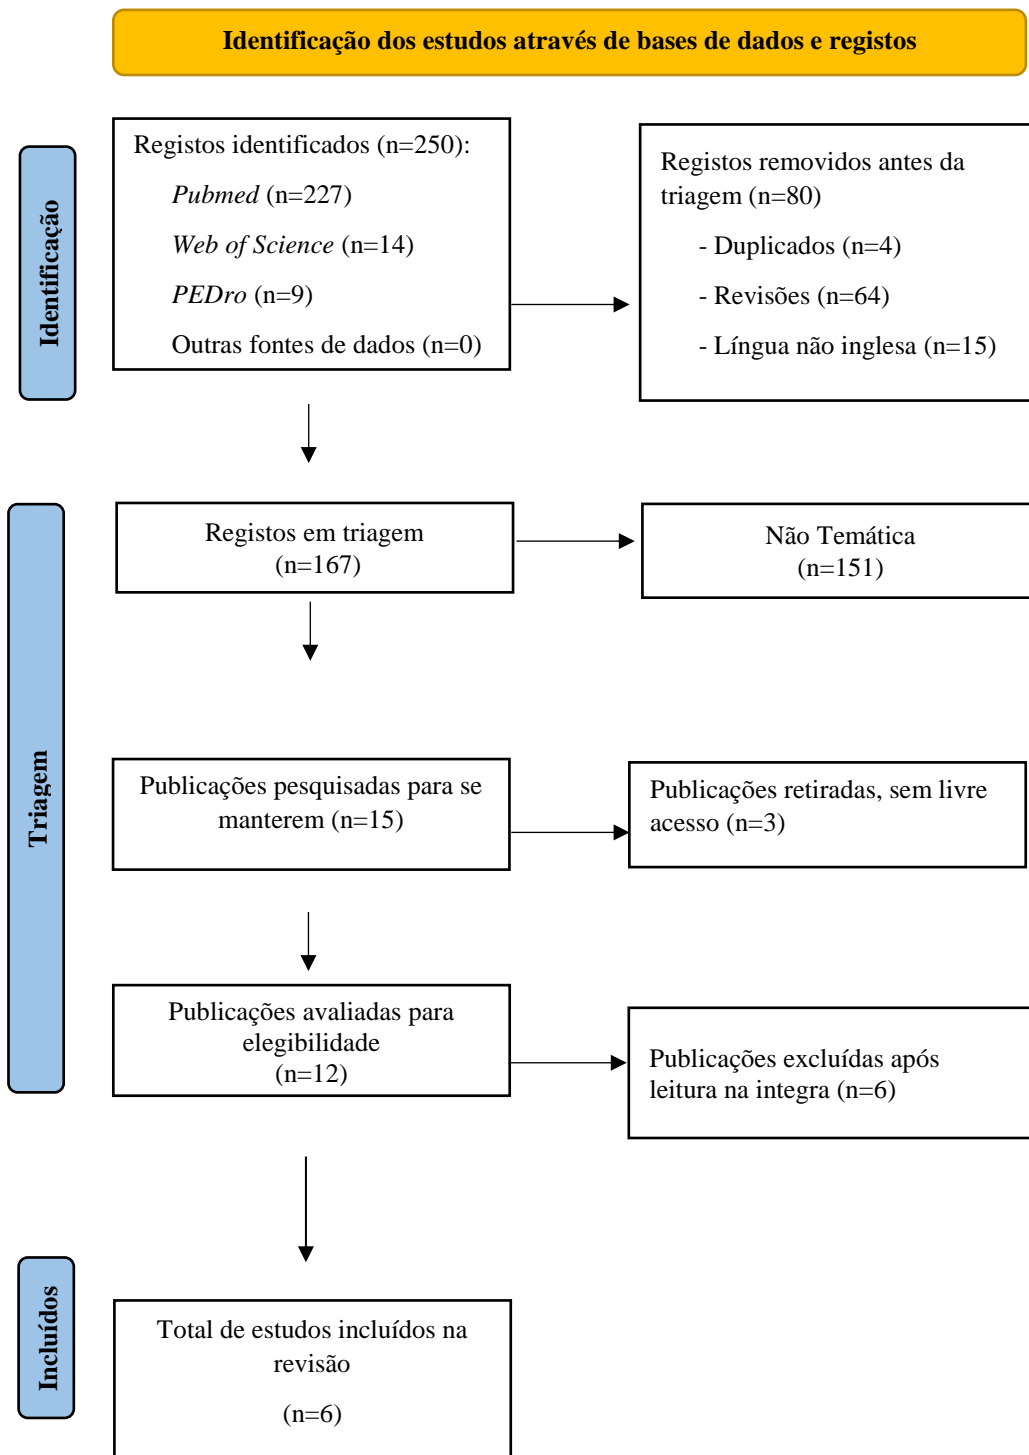 Identificação dos estudos através de bases de dados e registos
Identificação
Registos identificados (n=250):
Pubmed (n=227)
Web of Science (n=14)
PEDro (n=9)
Outras fontes de dados (n=0)
Registos removidos antes da
triagem (n=80)
- Duplicados (n=4)
- Revisões (n=64)
- Língua não inglesa (n=15)
Triagem
Registos em triagem
(n=167)
Não Temática
(n=151)
Publicações pesquisadas para se
manterem (n=15)
Publicações retiradas, sem livre
acesso (n=3)
Publicações avaliadas para
elegibilidade
(n=12)
Publicações excluídas após
leitura na integra (n=6)
Incluídos
Total de estudos incluídos na
revisão
(n=6)